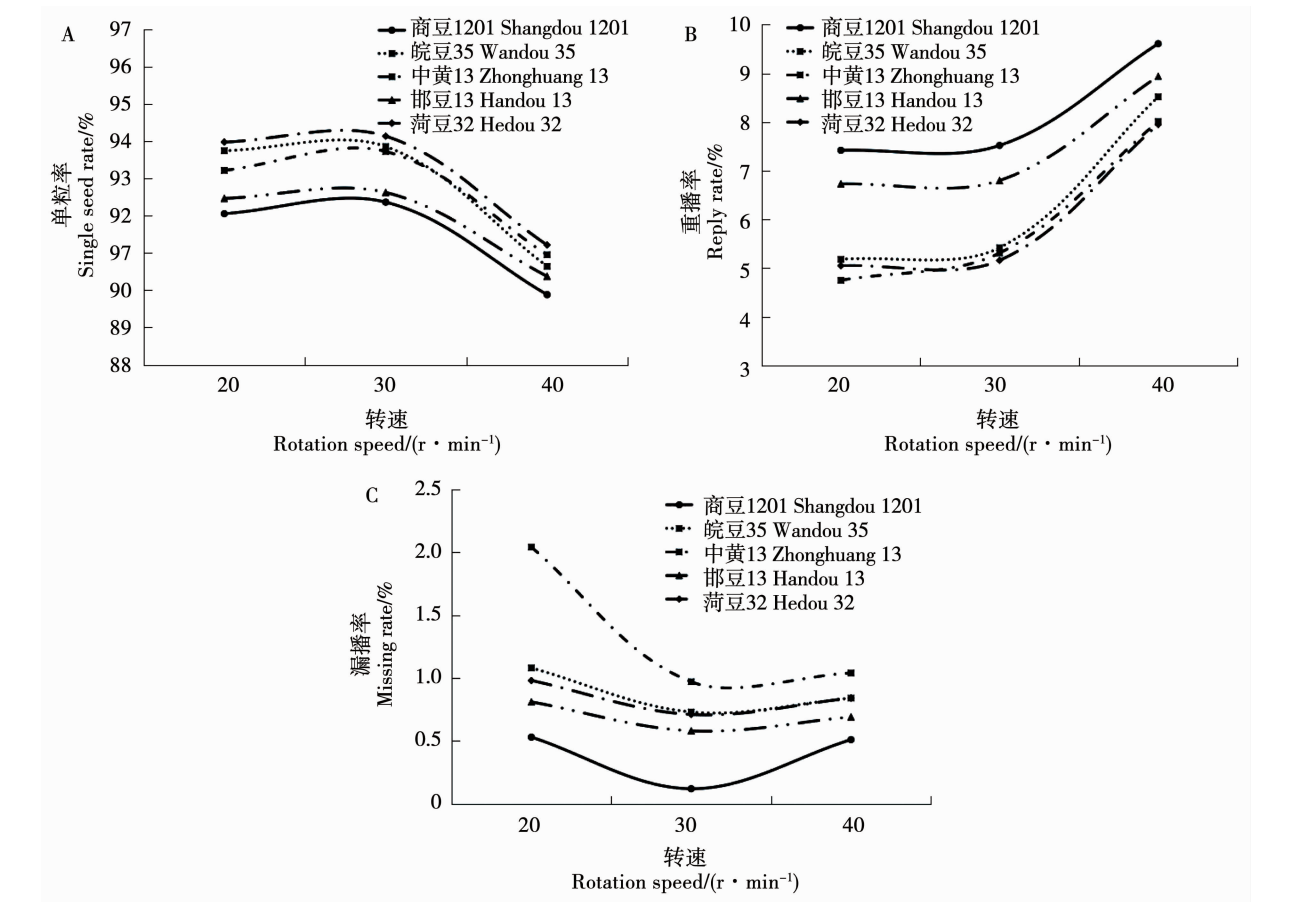 A
97
96
95
94
93
92
97
90
89
88
单粒率
Single seed rate/%
商豆1201 Shangdou 1201
皖豆35 Wandou 35
中黄13 Zhonghuang 13
邯豆13 Handou 13
菏豆32 Hedou 32
20 30 40
转速
Rotation speed/(r·min⁻¹)
B
10
9
8
7
6
5
4
3
重播率
Reply rate/%
商豆1201 Shangdou 1201
皖豆35 Wandou 35
中黄13 Zhonghuang 13
邯豆13 Handou 13
菏豆32 Hedou 32
20 30 40
转速
Rotation speed/(r·min⁻¹)
C
2.5
2.0
1.5
1.0
0.5
0
漏播率
Missing rate/%
商豆1201 Shangdou 1201
皖豆35 Wandou 35
中黄13 Zhonghuang 13
邯豆13 Handou 13
菏豆32 Hedou 32
20 30 40
转速
Rotation speed/(r·min⁻¹)